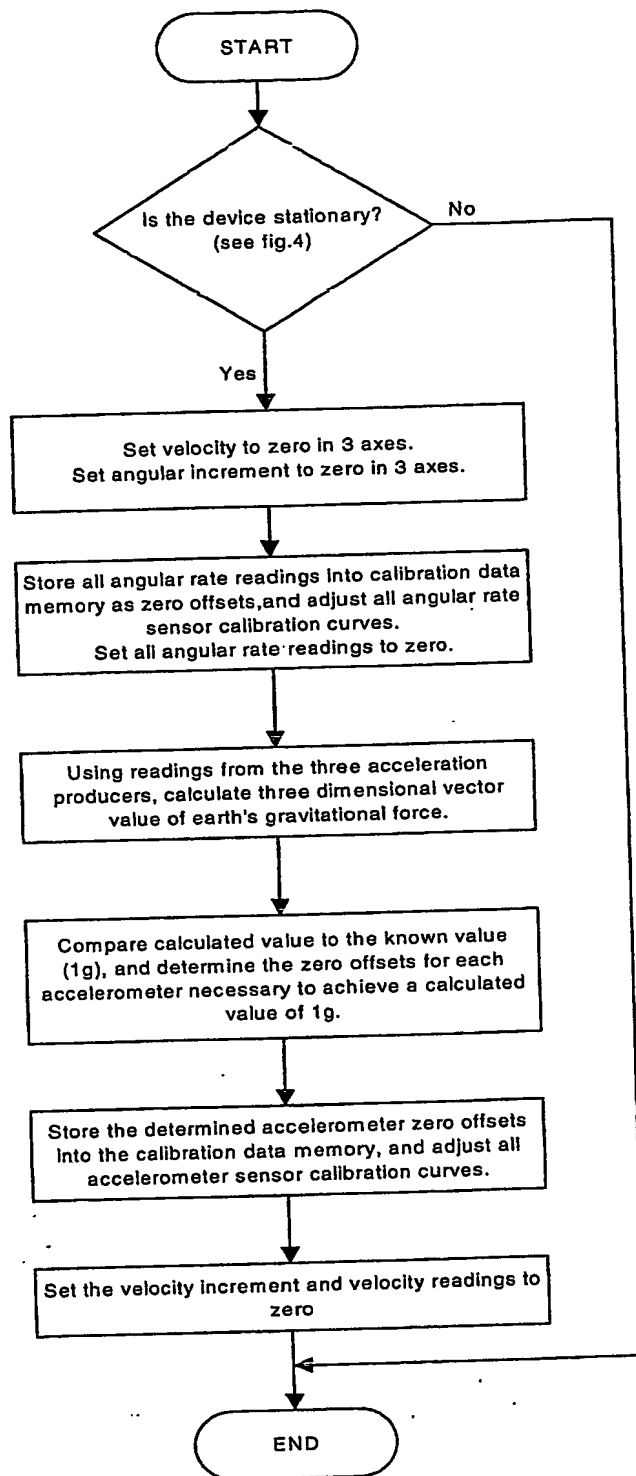 START
Is the device stationary?
(see fig.4)
No
Yes
Set velocity to zero in 3 axes.
Set angular increment to zero in 3 axes.
Store all angular rate readings into calibration data
memory as zero offsets,and adjust all angular rate
sensor calibration curves.
Set all angular rate readings to zero.
Using readings from the three acceleration
producers, calculate three dimensional vector
value of earth's gravitational force.
Compare calculated value to the known value
(1g), and determine the zero offsets for each
accelerometer necessary to achieve a calculated
value of 1g.
Store the determined accelerometer zero offsets
into the calibration data memory, and adjust all
accelerometer sensor calibration curves.
Set the velocity increment and velocity readings to
zero
END